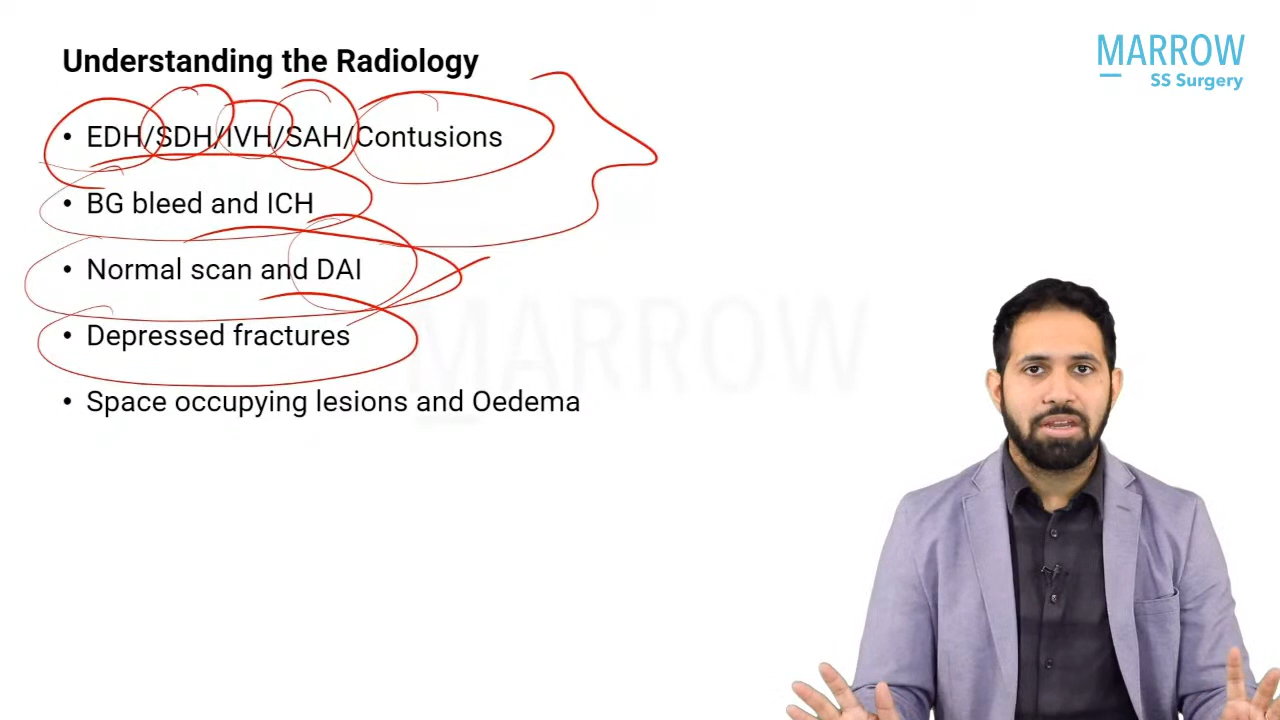 Understanding the Radiology
MARROW
SS Surgery
• EDH/SDH/IVH/SAH/Contusions
• BG bleed and ICH
• Normal scan and DAI
• Depressed fractures
• Space occupying lesions and Oedema
MARROW